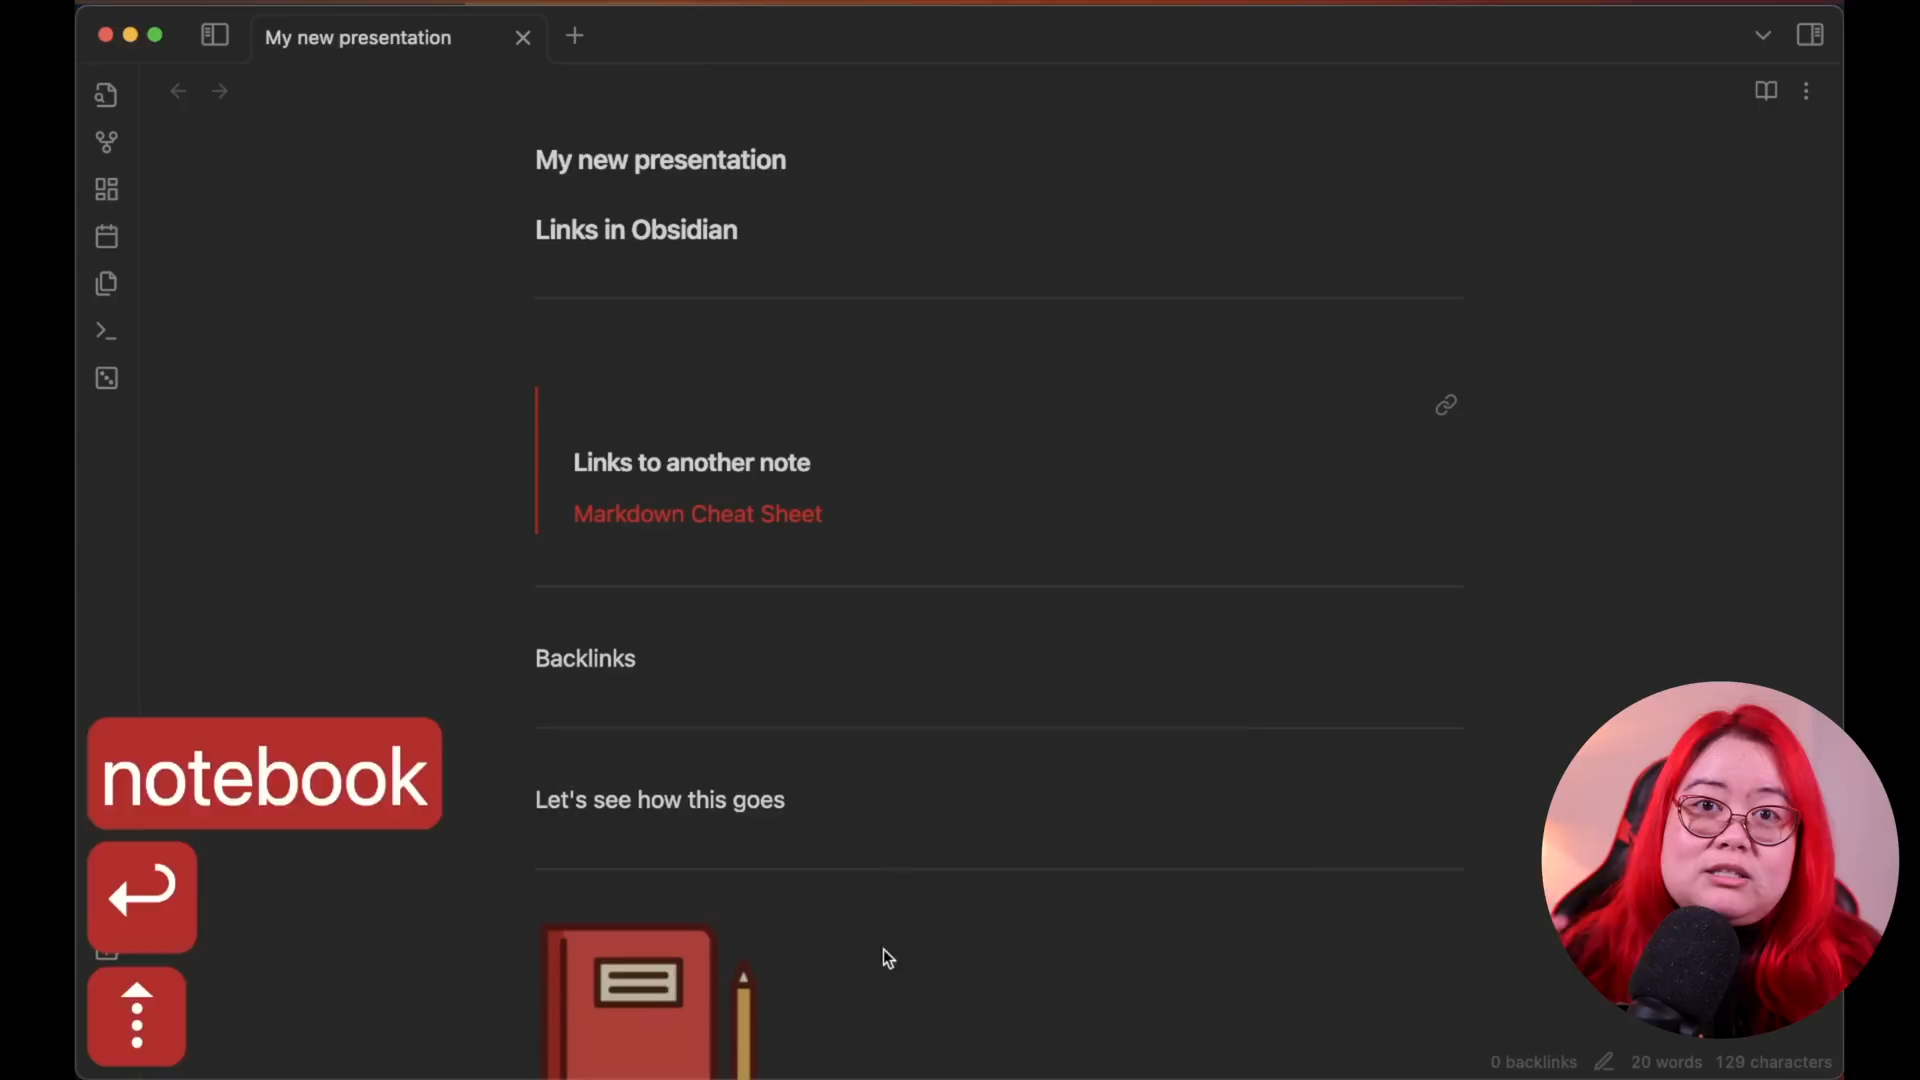 My new presentation
My new presentation
Links in Obsidian
Links to another note
Markdown Cheat Sheet
Backlinks
Let's see how this goes
notebook
0 backlinks 20 words 129 characters